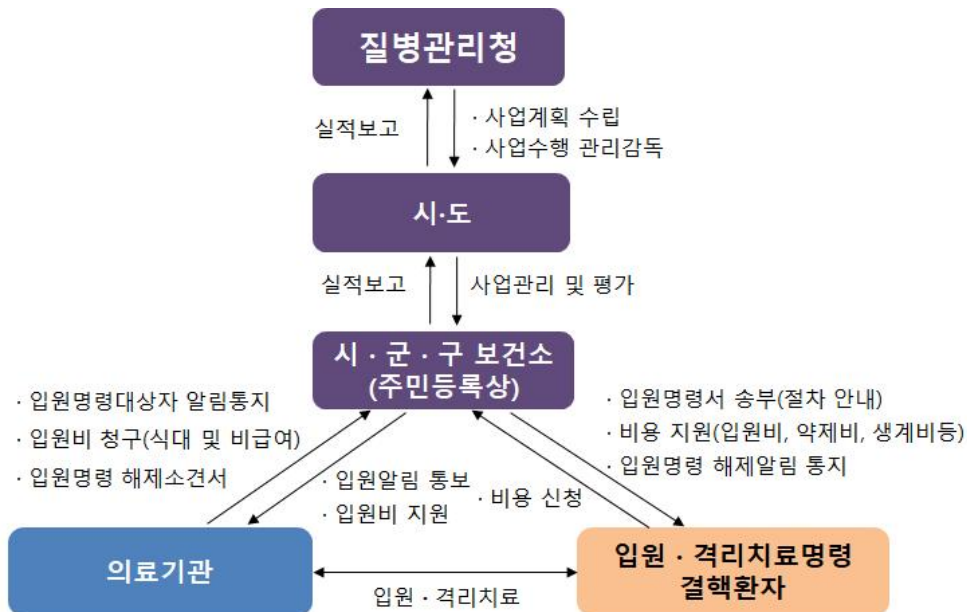 질병관리청
실적보고
· 사업계획 수립
· 사업수행 관리감독
시·도
실적보고
사업관리 및 평가
시 · 군 · 구 보건소
(주민등록상)
· 입원명령대상자 알림통지
· 입원비 청구(식대 및 비급여)
· 입원명령 해제소견서
· 입원명령서 송부(절차 안내)
· 비용 지원(입원비, 약제비, 생계비등)
· 입원명령 해제알림 통지
· 입원알림 통보
· 입원비 지원
· 비용 신청
의료기관
입원 · 격리치료
입원 · 격리치료명령
결핵환자